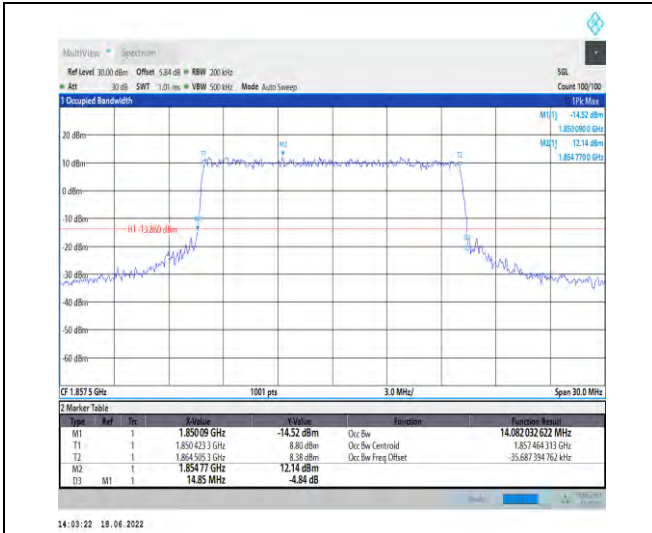 MultiView Spectrum
Ref Level 30.00 dBm Offset 5.84 dB RBW 200 kHz SGL
Att 30 dB SWT 1.01 ms VBW 500 kHz Mode Auto Sweep Count 100/100
1 Occupied Bandwidth 1Pk Max
M1[1] -14.52 dBm
1.850090 0 GHz
M2[1] 12.14 dBm
1.854770 0 GHz
20 dBm
M2
T1 T2
10 dBm
0 dBm
-10 dBm
H1 -13.860 dBm
-20 dBm
-30 dBm
-40 dBm
-50 dBm
-60 dBm
CF 1.857 5 GHz 1001 pts 3.0 MHz/ Span 30.0 MHz
2 Marker Table
Type Ref Trc X-Value Y-Value Function Function Result
M1 1 1.85009 GHz -14.52 dBm Occ Bw 14.082 032 622 MHz
T1 1 1.850 423 3 GHz 8.80 dBm Occ Bw Centroid 1.857 464 313 GHz
T2 1 1.864 505 3 GHz 8.38 dBm Occ Bw Freq Offset -35.687 394 762 kHz
M2 1 1.85477 GHz 12.14 dBm
D3 M1 1 14.85 MHz -4.84 dB
14:03:22 18.06.2022